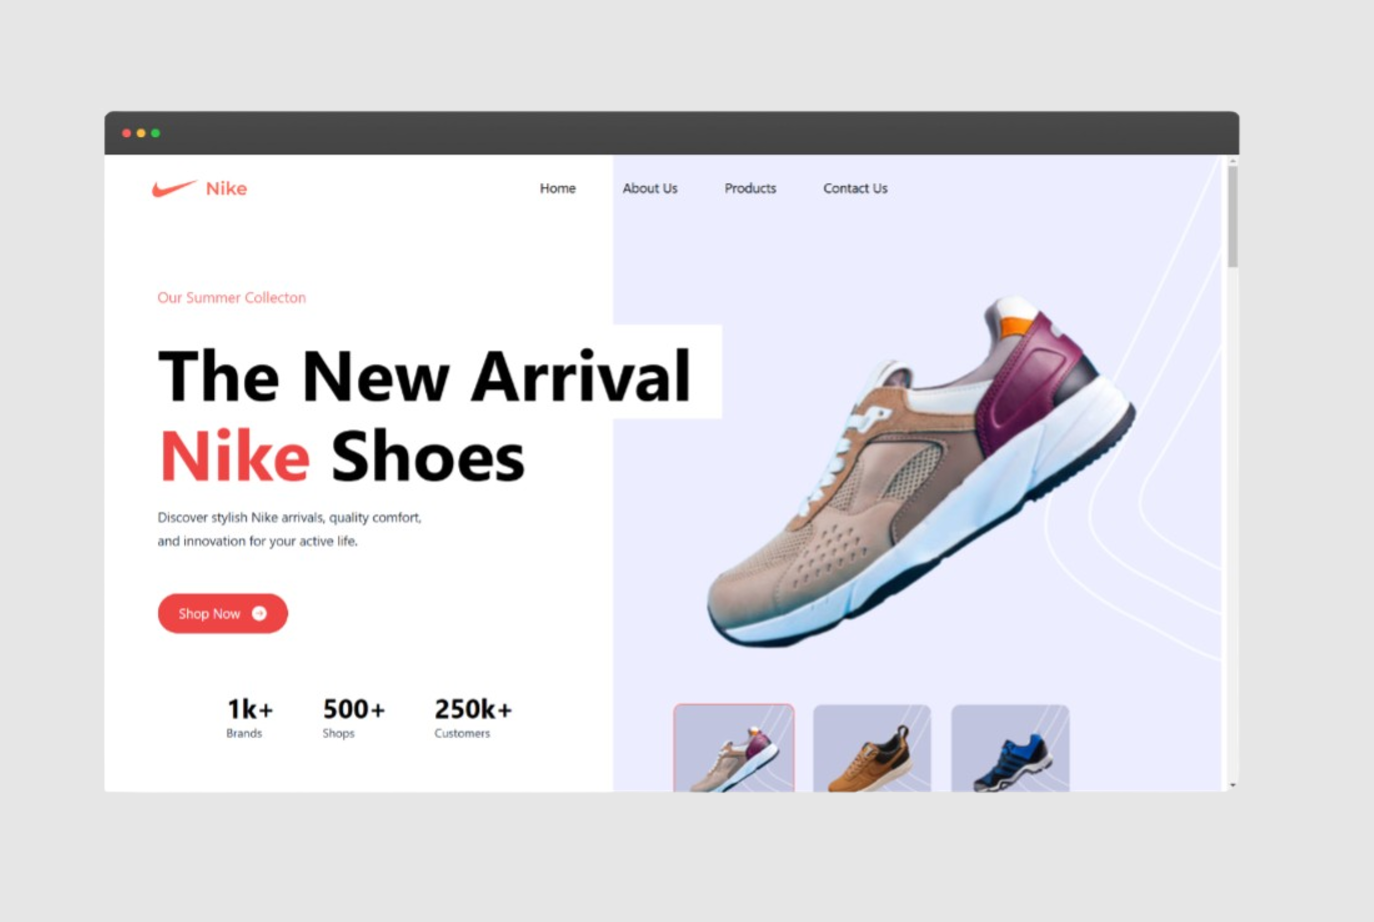 Nike
Home About Us Products Contact Us
Our Summer Collecton
The New Arrival
Nike Shoes
Discover stylish Nike arrivals, quality comfort,
and innovation for your active life.
Shop Now
1k+ 500+ 250k+
Brands Shops Customers